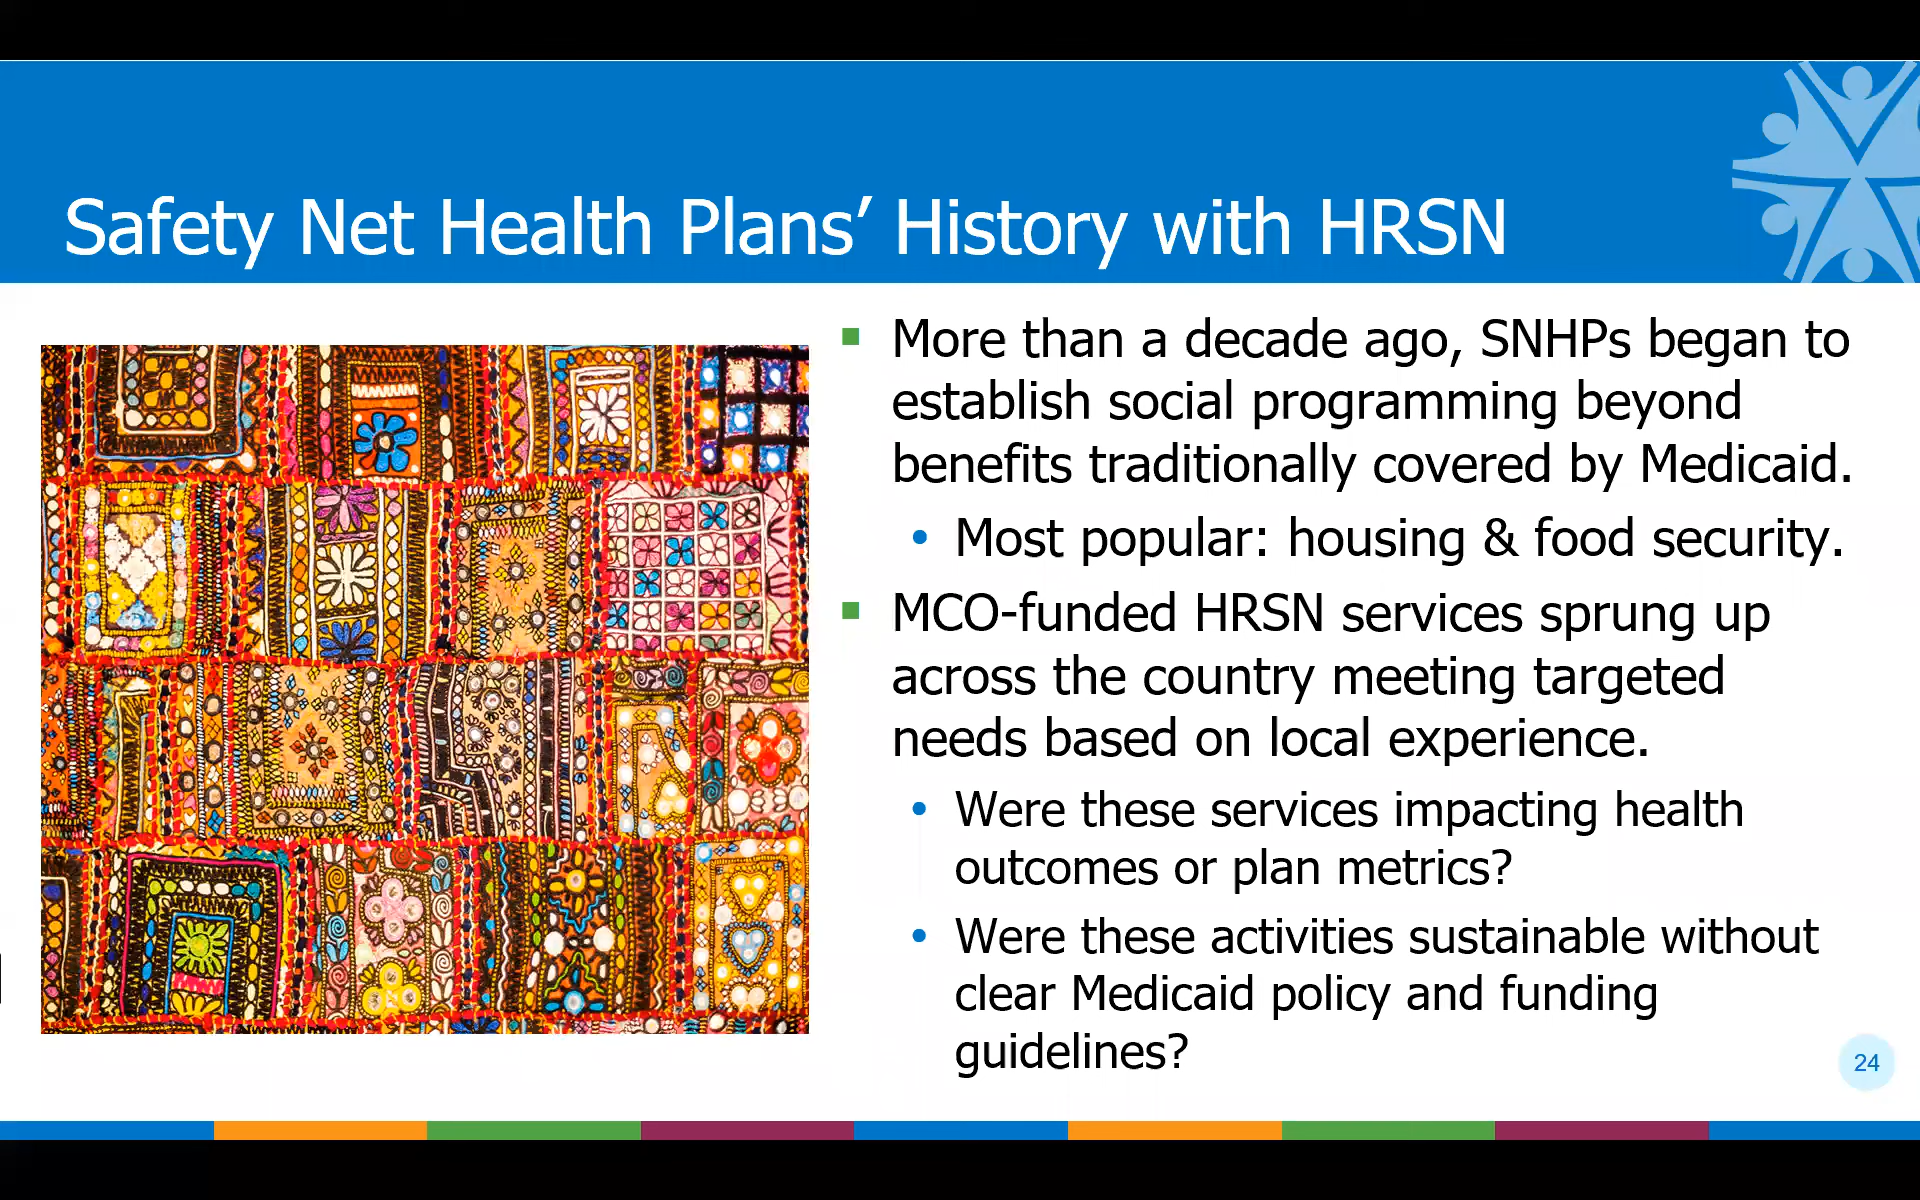 Safety Net Health Plans’ History with HRSN
More than a decade ago, SNHPs began to
establish social programming beyond
benefits traditionally covered by Medicaid.
Most popular: housing & food security.
MCO-funded HRSN services sprung up
across the country meeting targeted
needs based on local experience.
Were these services impacting health
outcomes or plan metrics?
Were these activities sustainable without
clear Medicaid policy and funding
guidelines?
24